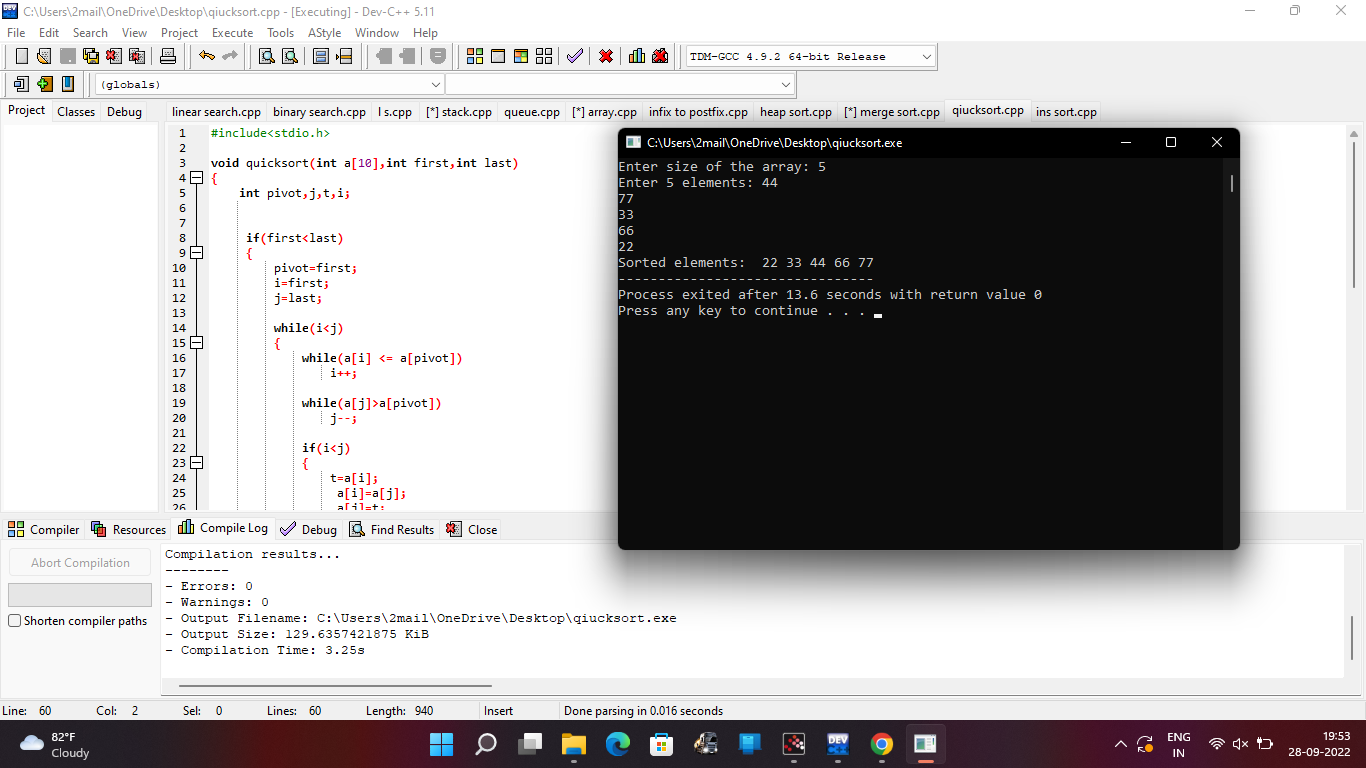 C:\Users\2mail\OneDrive\Desktop\qiucksort.cpp - [Executing] - Dev-C++ 5.11
File Edit Search View Project Execute Tools AStyle Window Help
TDM-GCC 4.9.2 64-bit Release
(globals)
Project Classes Debug
linear search.cpp binary search.cpp l s.cpp [*] stack.cpp queue.cpp [*] array.cpp infix to postfix.cpp heap sort.cpp [*] merge sort.cpp qiucksort.cpp ins sort.cpp
1 #include<stdio.h>
2
3 void quicksort(int a[10],int first,int last)
4 {
5 int pivot,j,t,i;
6
7
8 if(first<last)
9 {
10 pivot=first;
11 i=first;
12 j=last;
13
14 while(i<j)
15 {
16 while(a[i] <= a[pivot])
17 i++;
18
19 while(a[j]>a[pivot])
20 j--;
21
22 if(i<j)
23 {
24 t=a[i];
25 a[i]=a[j];
26 a[j]=t;
C:\Users\2mail\OneDrive\Desktop\qiucksort.exe
Enter size of the array: 5
Enter 5 elements: 44
77
33
66
22
Sorted elements:  22 33 44 66 77
--------------------------------
Process exited after 13.6 seconds with return value 0
Press any key to continue . . .
Compiler Resources Compile Log Debug Find Results Close
Abort Compilation
Shorten compiler paths
Compilation results...
--------
- Errors: 0
- Warnings: 0
- Output Filename: C:\Users\2mail\OneDrive\Desktop\qiucksort.exe
- Output Size: 129.6357421875 KiB
- Compilation Time: 3.25s
Line: 60 Col: 2 Sel: 0 Lines: 60 Length: 940 Insert Done parsing in 0.016 seconds
82°F
Cloudy
DEV
ENG
IN
19:53
28-09-2022